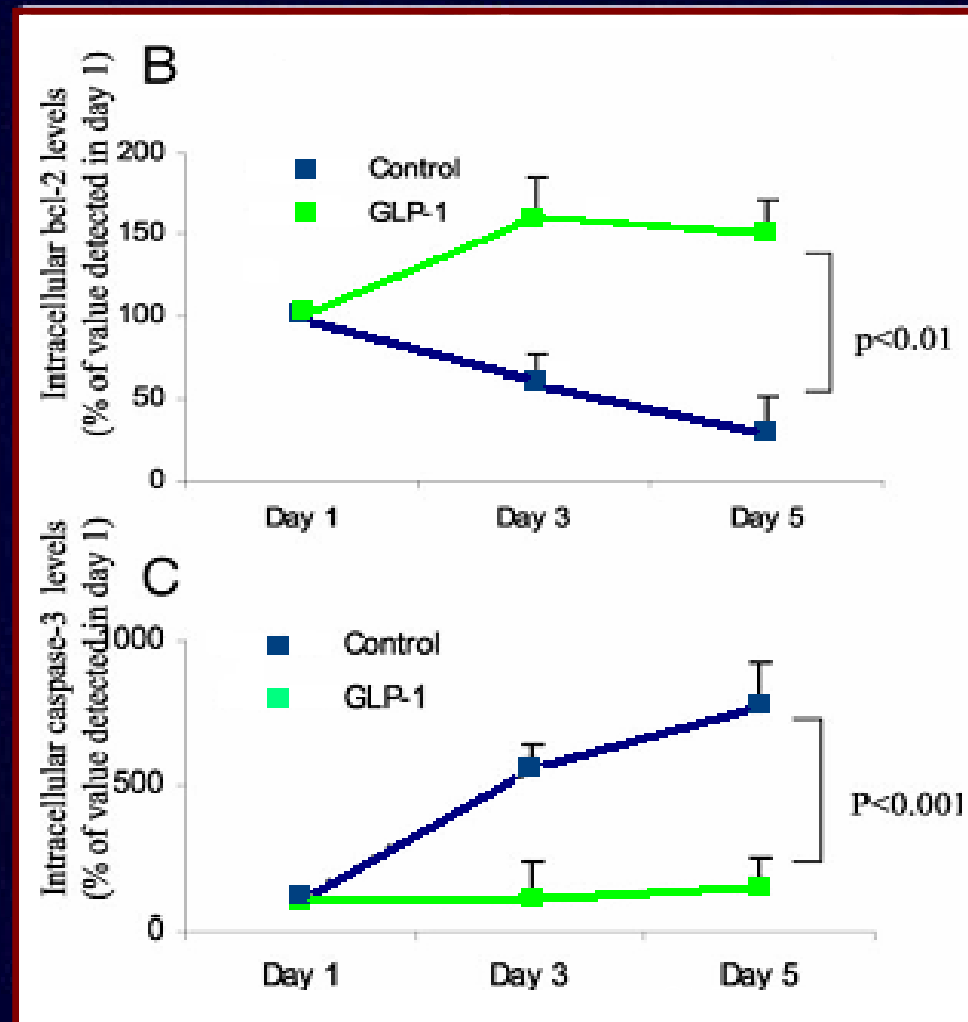 B
Intracellular bcl-2 levels
(% of value detected in day 1)
200
150
100
50
0
Control
GLP-1
p<0.01
Day 1 Day 3 Day 5
C
Intracellular caspase-3 levels
(% of value detected in day 1)
1000
500
0
Control
GLP-1
P<0.001
Day 1 Day 3 Day 5